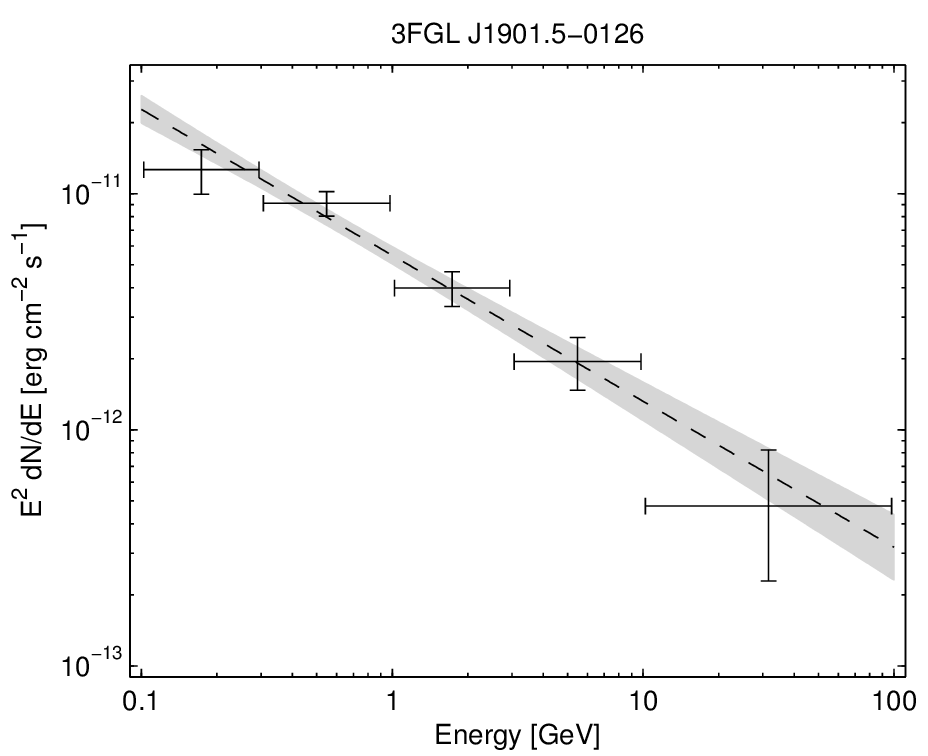 3FGL J1901.5−0126
E² dN/dE [erg cm⁻² s⁻¹]
10⁻¹¹
10⁻¹²
10⁻¹³
0.1 1 10 100
Energy [GeV]